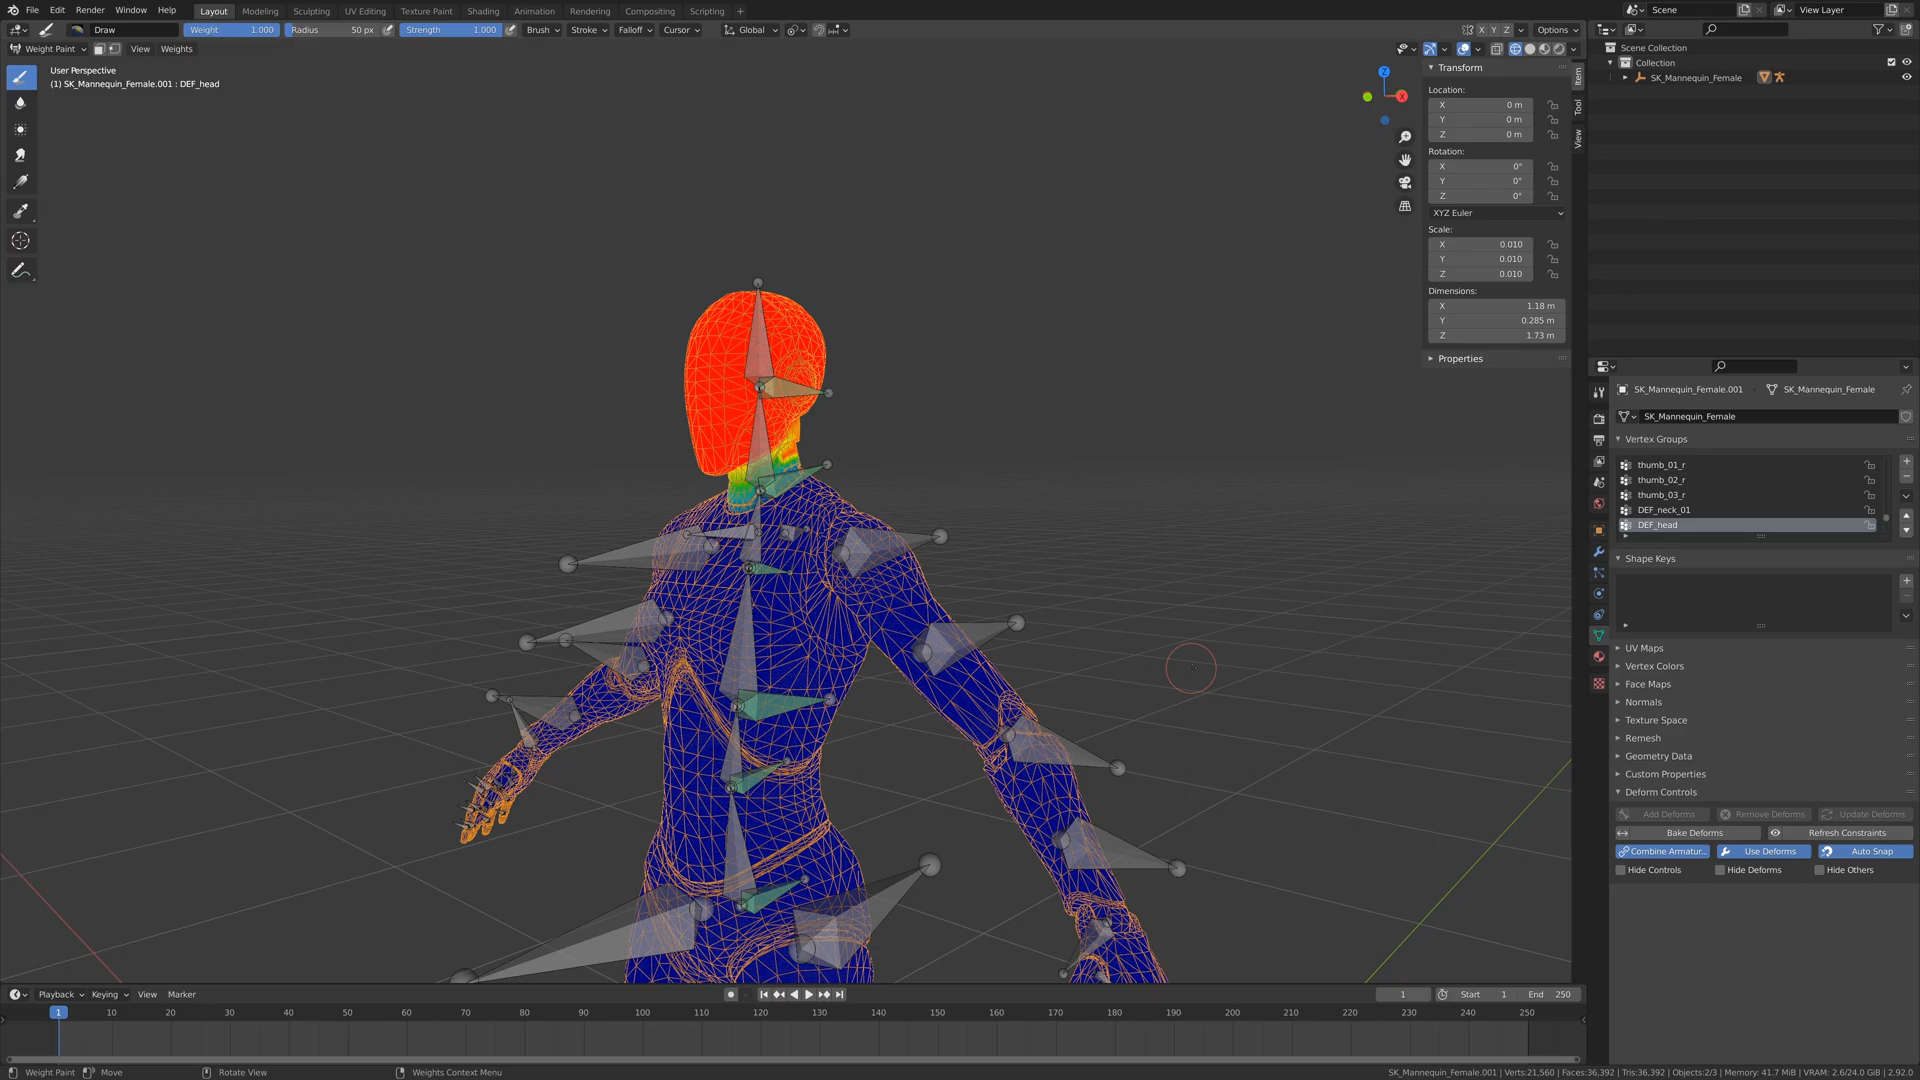 File Edit Render Window Help Layout Modeling Sculpting UV Editing Texture Paint Shading Animation Rendering Compositing Scripting + Scene View Layer
Draw Weight 1.000 Radius 50 px Strength 1.000 Brush Stroke Falloff Cursor Global X Y Z Options
Weight Paint View Weights
User Perspective
(1) SK_Mannequin_Female.001 : DEF_head
Z
X
Transform
Location:
X 0 m
Y 0 m
Z 0 m
Rotation:
X 0°
Y 0°
Z 0°
XYZ Euler
Scale:
X 0.010
Y 0.010
Z 0.010
Dimensions:
X 1.18 m
Y 0.285 m
Z 1.73 m
Properties
Item
Tool
View
Scene Collection
Collection
SK_Mannequin_Female
SK_Mannequin_Female.001 SK_Mannequin_Female
SK_Mannequin_Female
Vertex Groups
thumb_01_r
thumb_02_r
thumb_03_r
DEF_neck_01
DEF_head
Shape Keys
UV Maps
Vertex Colors
Face Maps
Normals
Texture Space
Remesh
Geometry Data
Custom Properties
Deform Controls
Add Deforms Remove Deforms Update Deforms
Bake Deforms Refresh Constraints
Combine Armatur... Use Deforms Auto Snap
Hide Controls Hide Deforms Hide Others
Playback Keying View Marker 1 Start 1 End 250
1 10 20 30 40 50 60 70 80 90 100 110 120 130 140 150 160 170 180 190 200 210 220 230 240 250
Weight Paint Move Rotate View Weights Context Menu SK_Mannequin_Female.001 | Verts:21,560 | Faces:36,392 | Tris:36,392 | Objects:2/3 | Memory: 41.7 MiB | VRAM: 2.6/24.0 GiB | 2.92.0